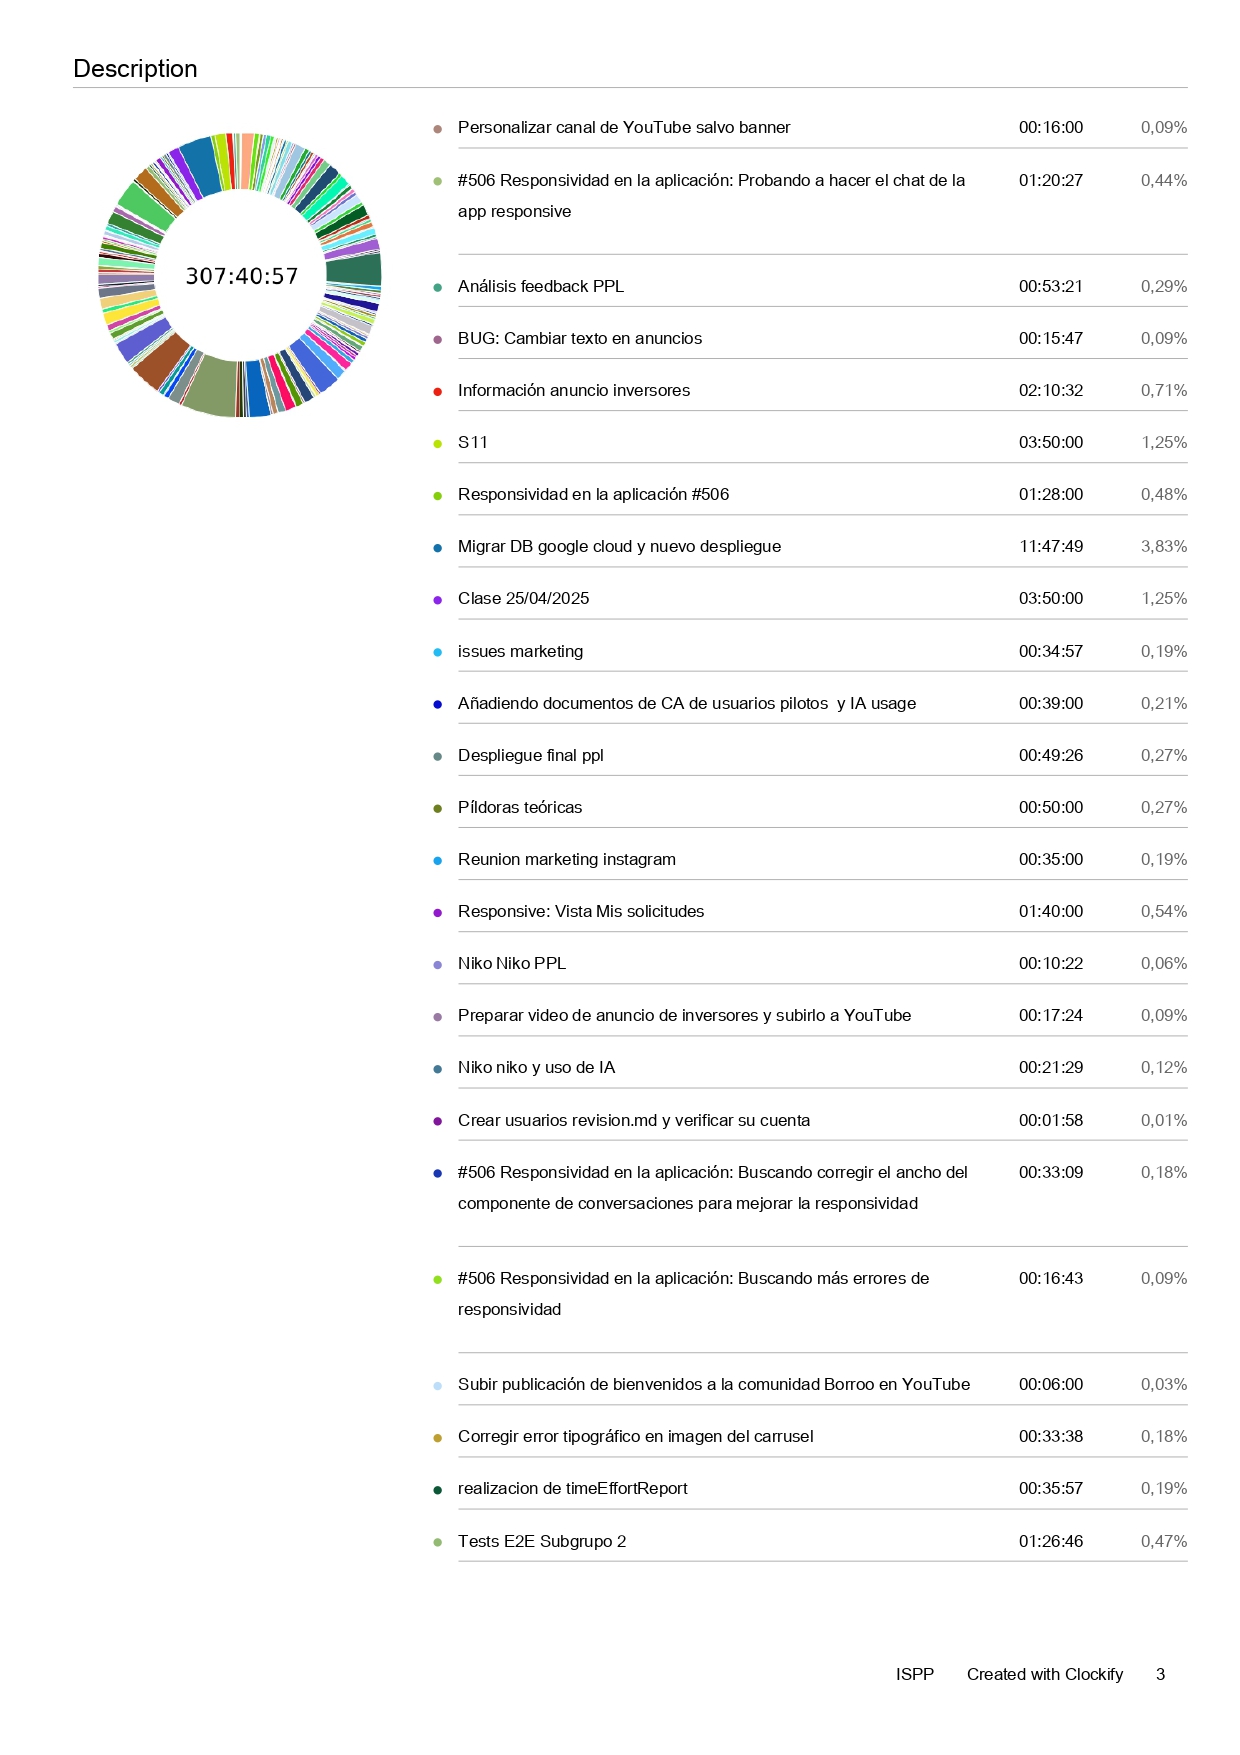 Description
307:40:57
Personalizar canal de YouTube salvo banner 00:16:00 0,09%
#506 Responsividad en la aplicación: Probando a hacer el chat de la 01:20:27 0,44%
app responsive
Análisis feedback PPL 00:53:21 0,29%
BUG: Cambiar texto en anuncios 00:15:47 0,09%
Información anuncio inversores 02:10:32 0,71%
S11 03:50:00 1,25%
Responsividad en la aplicación #506 01:28:00 0,48%
Migrar DB google cloud y nuevo despliegue 11:47:49 3,83%
Clase 25/04/2025 03:50:00 1,25%
issues marketing 00:34:57 0,19%
Añadiendo documentos de CA de usuarios pilotos  y IA usage 00:39:00 0,21%
Despliegue final ppl 00:49:26 0,27%
Píldoras teóricas 00:50:00 0,27%
Reunion marketing instagram 00:35:00 0,19%
Responsive: Vista Mis solicitudes 01:40:00 0,54%
Niko Niko PPL 00:10:22 0,06%
Preparar video de anuncio de inversores y subirlo a YouTube 00:17:24 0,09%
Niko niko y uso de IA 00:21:29 0,12%
Crear usuarios revision.md y verificar su cuenta 00:01:58 0,01%
#506 Responsividad en la aplicación: Buscando corregir el ancho del 00:33:09 0,18%
componente de conversaciones para mejorar la responsividad
#506 Responsividad en la aplicación: Buscando más errores de 00:16:43 0,09%
responsividad
Subir publicación de bienvenidos a la comunidad Borroo en YouTube 00:06:00 0,03%
Corregir error tipográfico en imagen del carrusel 00:33:38 0,18%
realizacion de timeEffortReport 00:35:57 0,19%
Tests E2E Subgrupo 2 01:26:46 0,47%
ISPP Created with Clockify 3